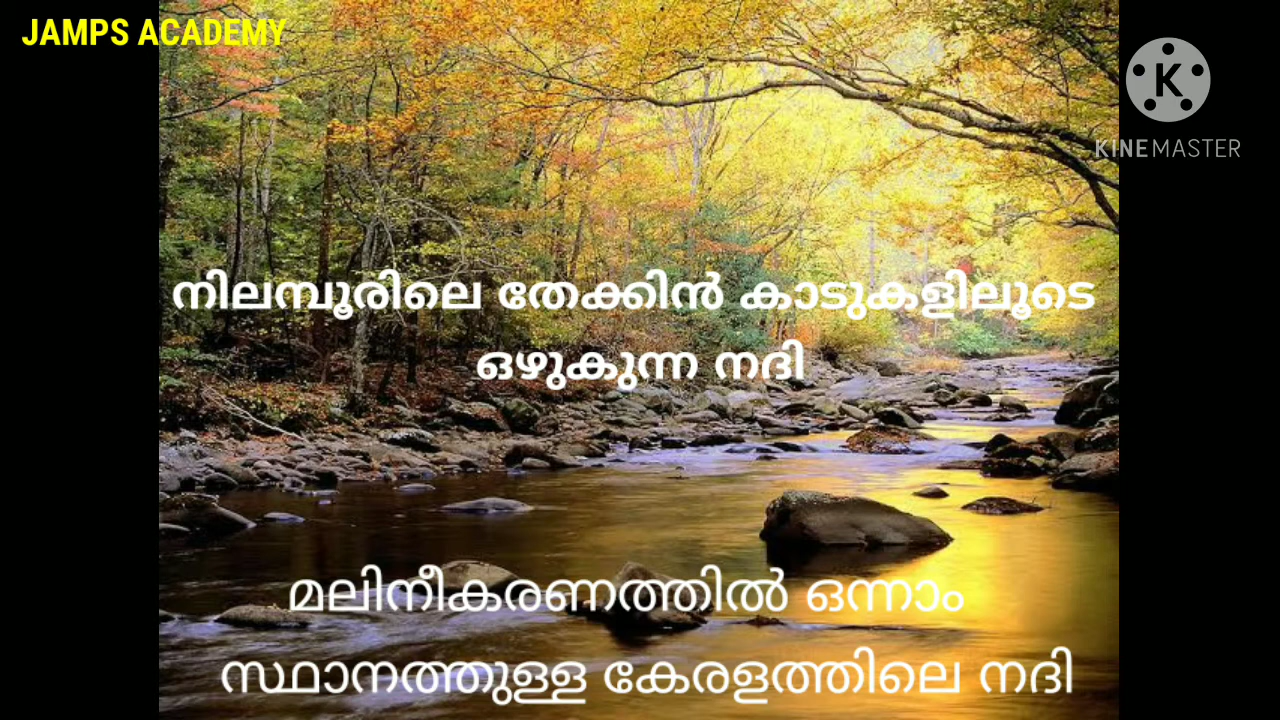 JAMPS ACADEMY
K
KINEMASTER
നിലമ്പൂരിലെ തേക്കിൻ കാടുകളിലൂടെ
ഒഴുകുന്ന നദി
മലിനീകരണത്തിൽ ഒന്നാം
സ്ഥാനത്തുള്ള കേരളത്തിലെ നദി